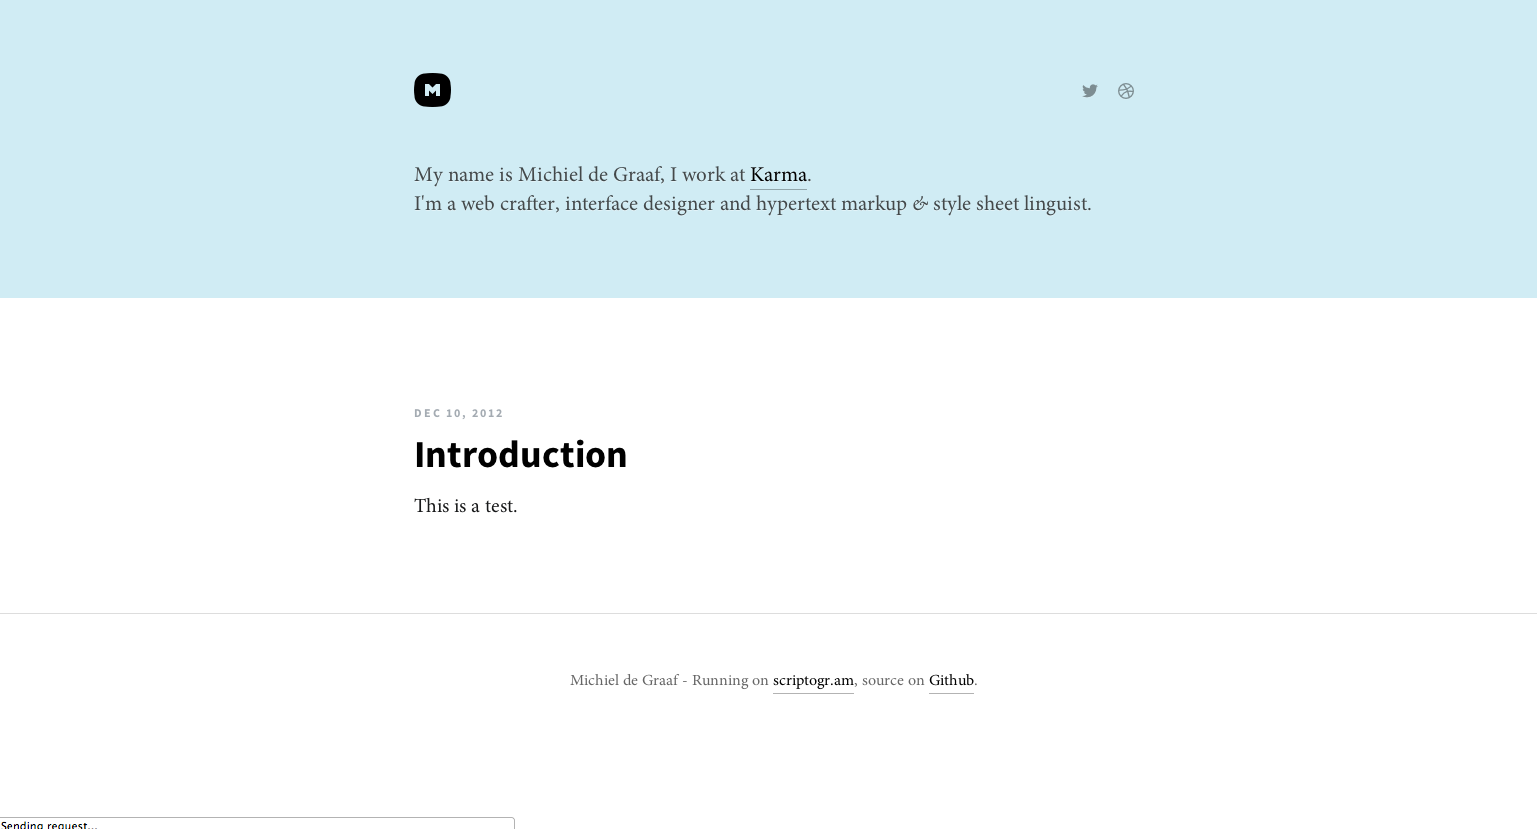 M
My name is Michiel de Graaf, I work at Karma.
I'm a web crafter, interface designer and hypertext markup & style sheet linguist.
DEC 10, 2012
Introduction
This is a test.
Michiel de Graaf - Running on scriptogr.am, source on Github.
Sending request...